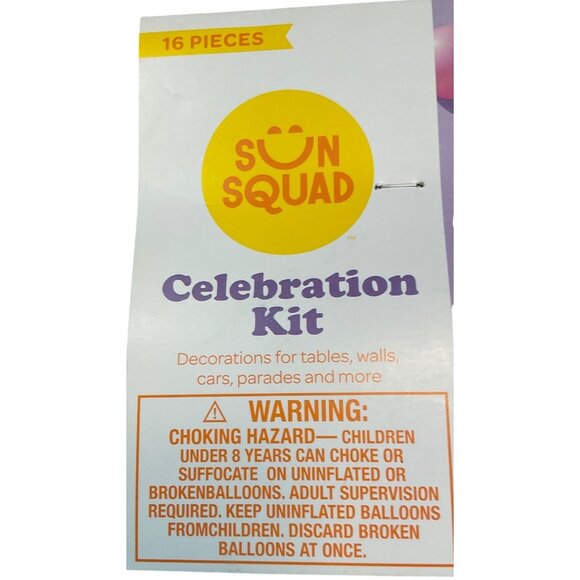 16 PIECES
SUN
SQUAD
™
Celebration
Kit
Decorations for tables, walls,
cars, parades and more
⚠ WARNING:
CHOKING HAZARD— CHILDREN
UNDER 8 YEARS CAN CHOKE OR
SUFFOCATE ON UNINFLATED OR
BROKENBALLOONS. ADULT SUPERVISION
REQUIRED. KEEP UNINFLATED BALLOONS
FROMCHILDREN. DISCARD BROKEN
BALLOONS AT ONCE.